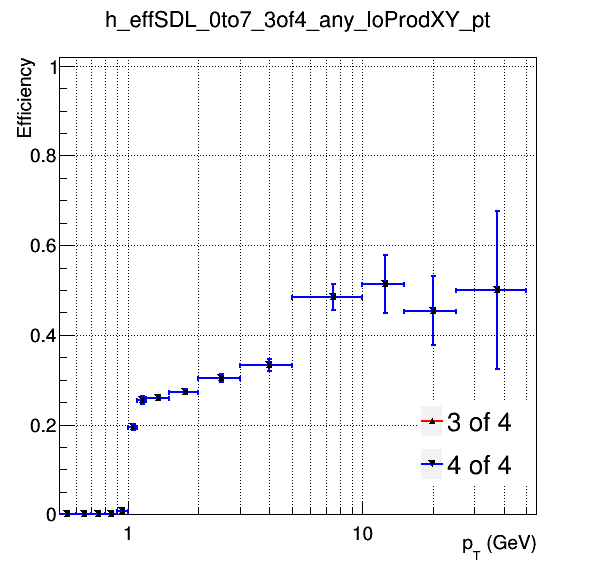 h_effSDL_0to7_3of4_any_loProdXY_pt
Efficiency
1
0.8
0.6
0.4
0.2
0
3 of 4
4 of 4
1
10
p_T (GeV)